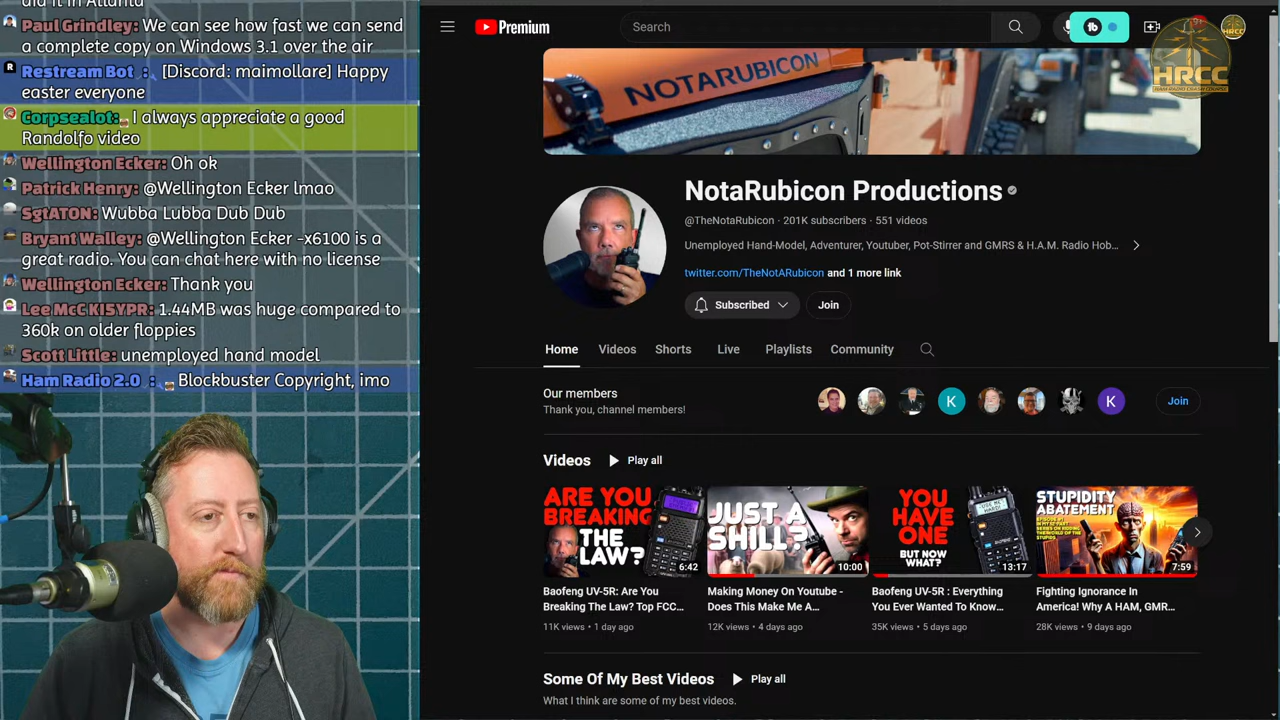 did it in Atlanta
Paul Grindley: We can see how fast we can send
a complete copy on Windows 3.1 over the air
Restream Bot : [Discord: maimollare] Happy
easter everyone
Corpsealot: I always appreciate a good
Randolfo video
Wellington Ecker: Oh ok
Patrick Henry: @Wellington Ecker lmao
SgtATON: Wubba Lubba Dub Dub
Bryant Walley: @Wellington Ecker -x6100 is a
great radio. You can chat here with no license
Wellington Ecker: Thank you
Lee McC KI5YPR: 1.44MB was huge compared to
360k on older floppies
Scott Little: unemployed hand model
Ham Radio 2.0 : Blockbuster Copyright, imo
Premium
Search
HRCC
HAM RADIO CRASH COURSE
NOTARUBICON
NotaRubicon Productions
@TheNotaRubicon · 201K subscribers · 551 videos
Unemployed Hand-Model, Adventurer, Youtuber, Pot-Stirrer and GMRS & H.A.M. Radio Hob...
twitter.com/TheNotARubicon and 1 more link
Subscribed
Join
Home
Videos
Shorts
Live
Playlists
Community
Our members
Thank you, channel members!
K
K
Join
Videos
Play all
ARE YOU
BREAKING
THE
LAW?
6:42
JUST A
SHILL?
10:00
YOU
HAVE
ONE
BUT NOW
WHAT?
13:17
STUPIDITY
ABATEMENT
7:59
Baofeng UV-5R: Are You
Breaking The Law? Top FCC...
11K views · 1 day ago
Making Money On Youtube -
Does This Make Me A...
12K views · 4 days ago
Baofeng UV-5R : Everything
You Ever Wanted To Know...
35K views · 5 days ago
Fighting Ignorance In
America! Why A HAM, GMR...
28K views · 9 days ago
Some Of My Best Videos
Play all
What I think are some of my best videos.